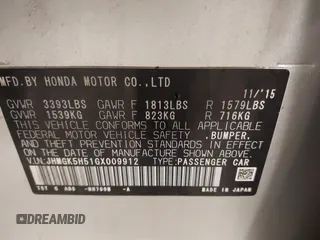 MFD.BY HONDA MOTOR CO.,LTD
11/'15
GVWR 3393LBS GAWR F 1813LBS R 1579LBS
GVWR 1539KG GAWR F 823KG R 716KG
THIS VEHICLE CONFORMS TO ALL APPLICABLE
FEDERAL MOTOR VEHICLE SAFETY, BUMPER,
AND THEFT PREVENTION STANDARDS IN EFFECT
ON THE DATE OF MANUFACTURE SHOWN ABOVE.
V.I.N:JHMGK5H51GX009912 TYPE:PASSENGER CAR
-A MADE IN JAPAN
DEALER'S CHOICE